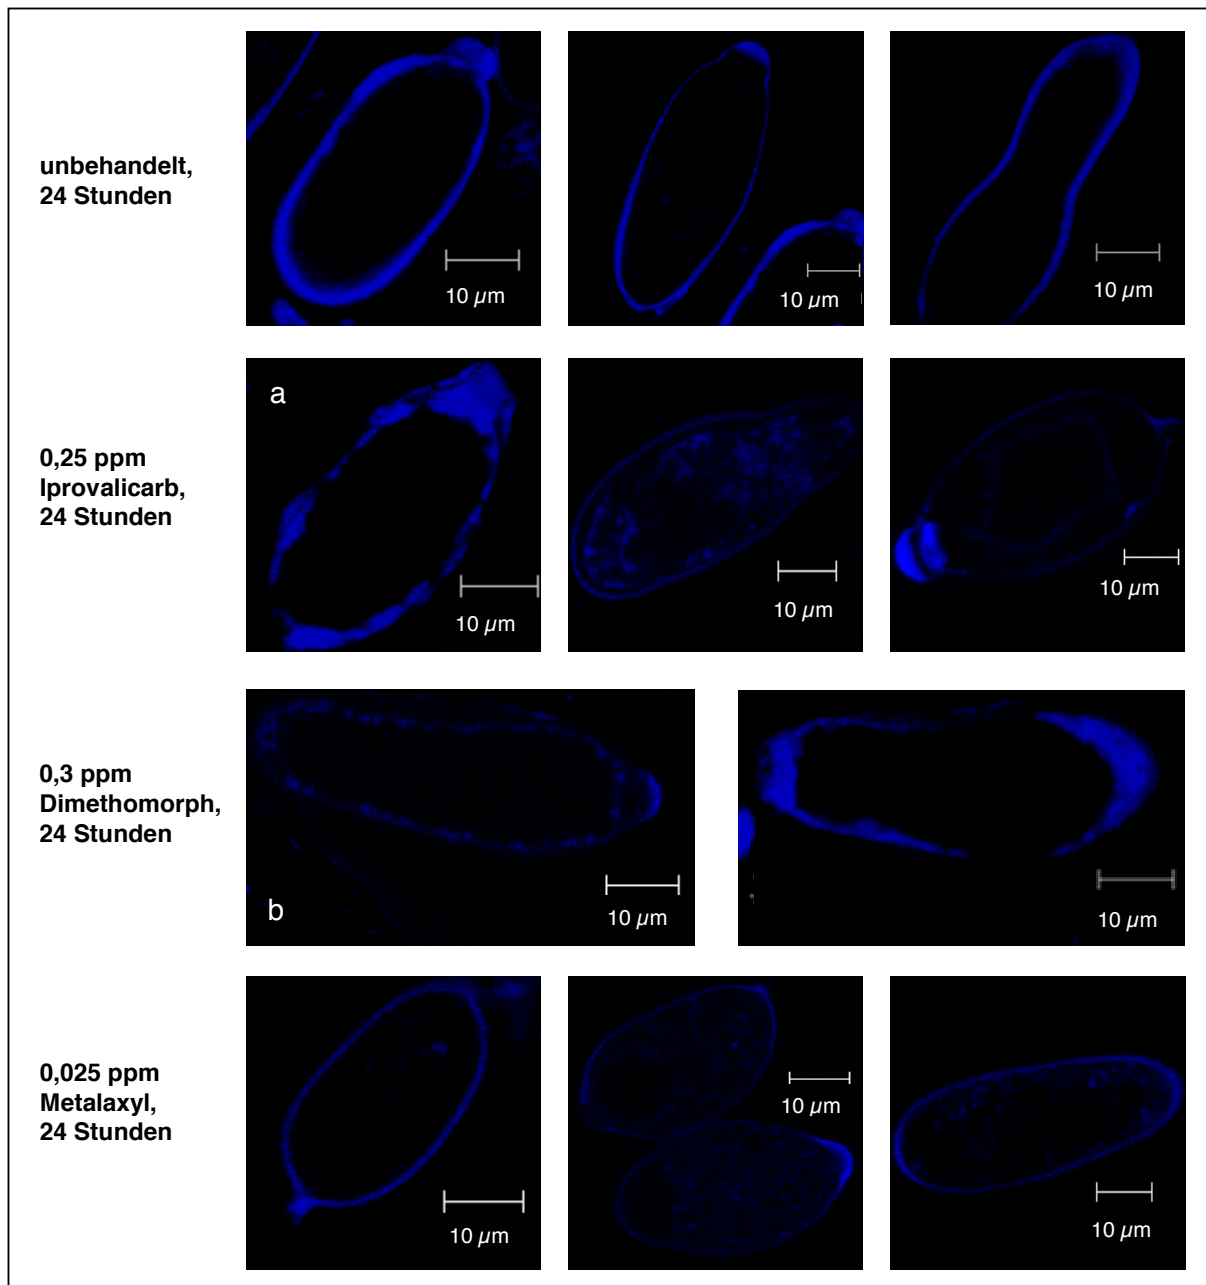 unbehandelt,
24 Stunden
10 µm
10 µm
10 µm
0,25 ppm
Iprovalicarb,
24 Stunden
a
10 µm
10 µm
10 µm
0,3 ppm
Dimethomorph,
24 Stunden
b
10 µm
10 µm
0,025 ppm
Metalaxyl,
24 Stunden
10 µm
10 µm
10 µm